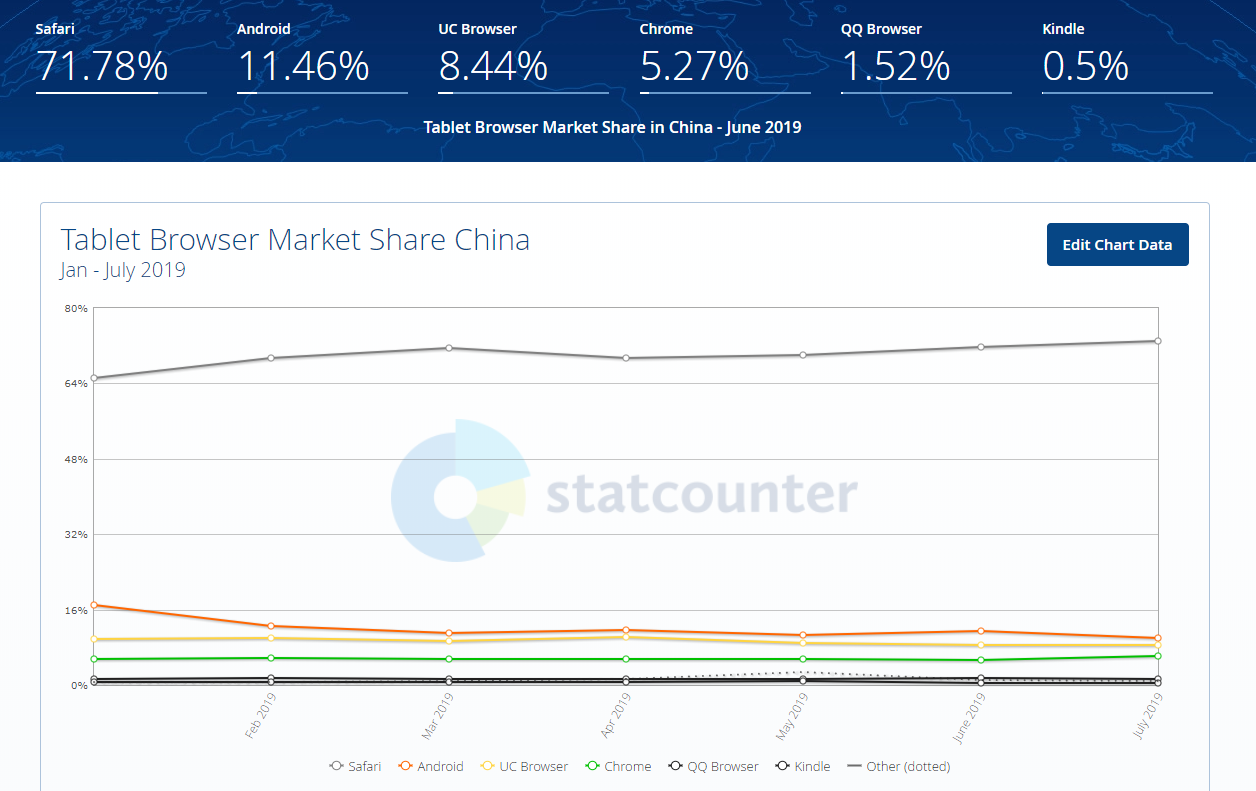 Safari Android UC Browser Chrome QQ Browser Kindle
71.78% 11.46% 8.44% 5.27% 1.52% 0.5%
Tablet Browser Market Share in China - June 2019
Tablet Browser Market Share China
Edit Chart Data
Jan - July 2019
80%
64%
48%
statcounter
32%
16%
0%
Feb 2019 Mar 2019 Apr 2019 May 2019 June 2019 July 2019
Safari Android UC Browser Chrome QQ Browser Kindle Other (dotted)